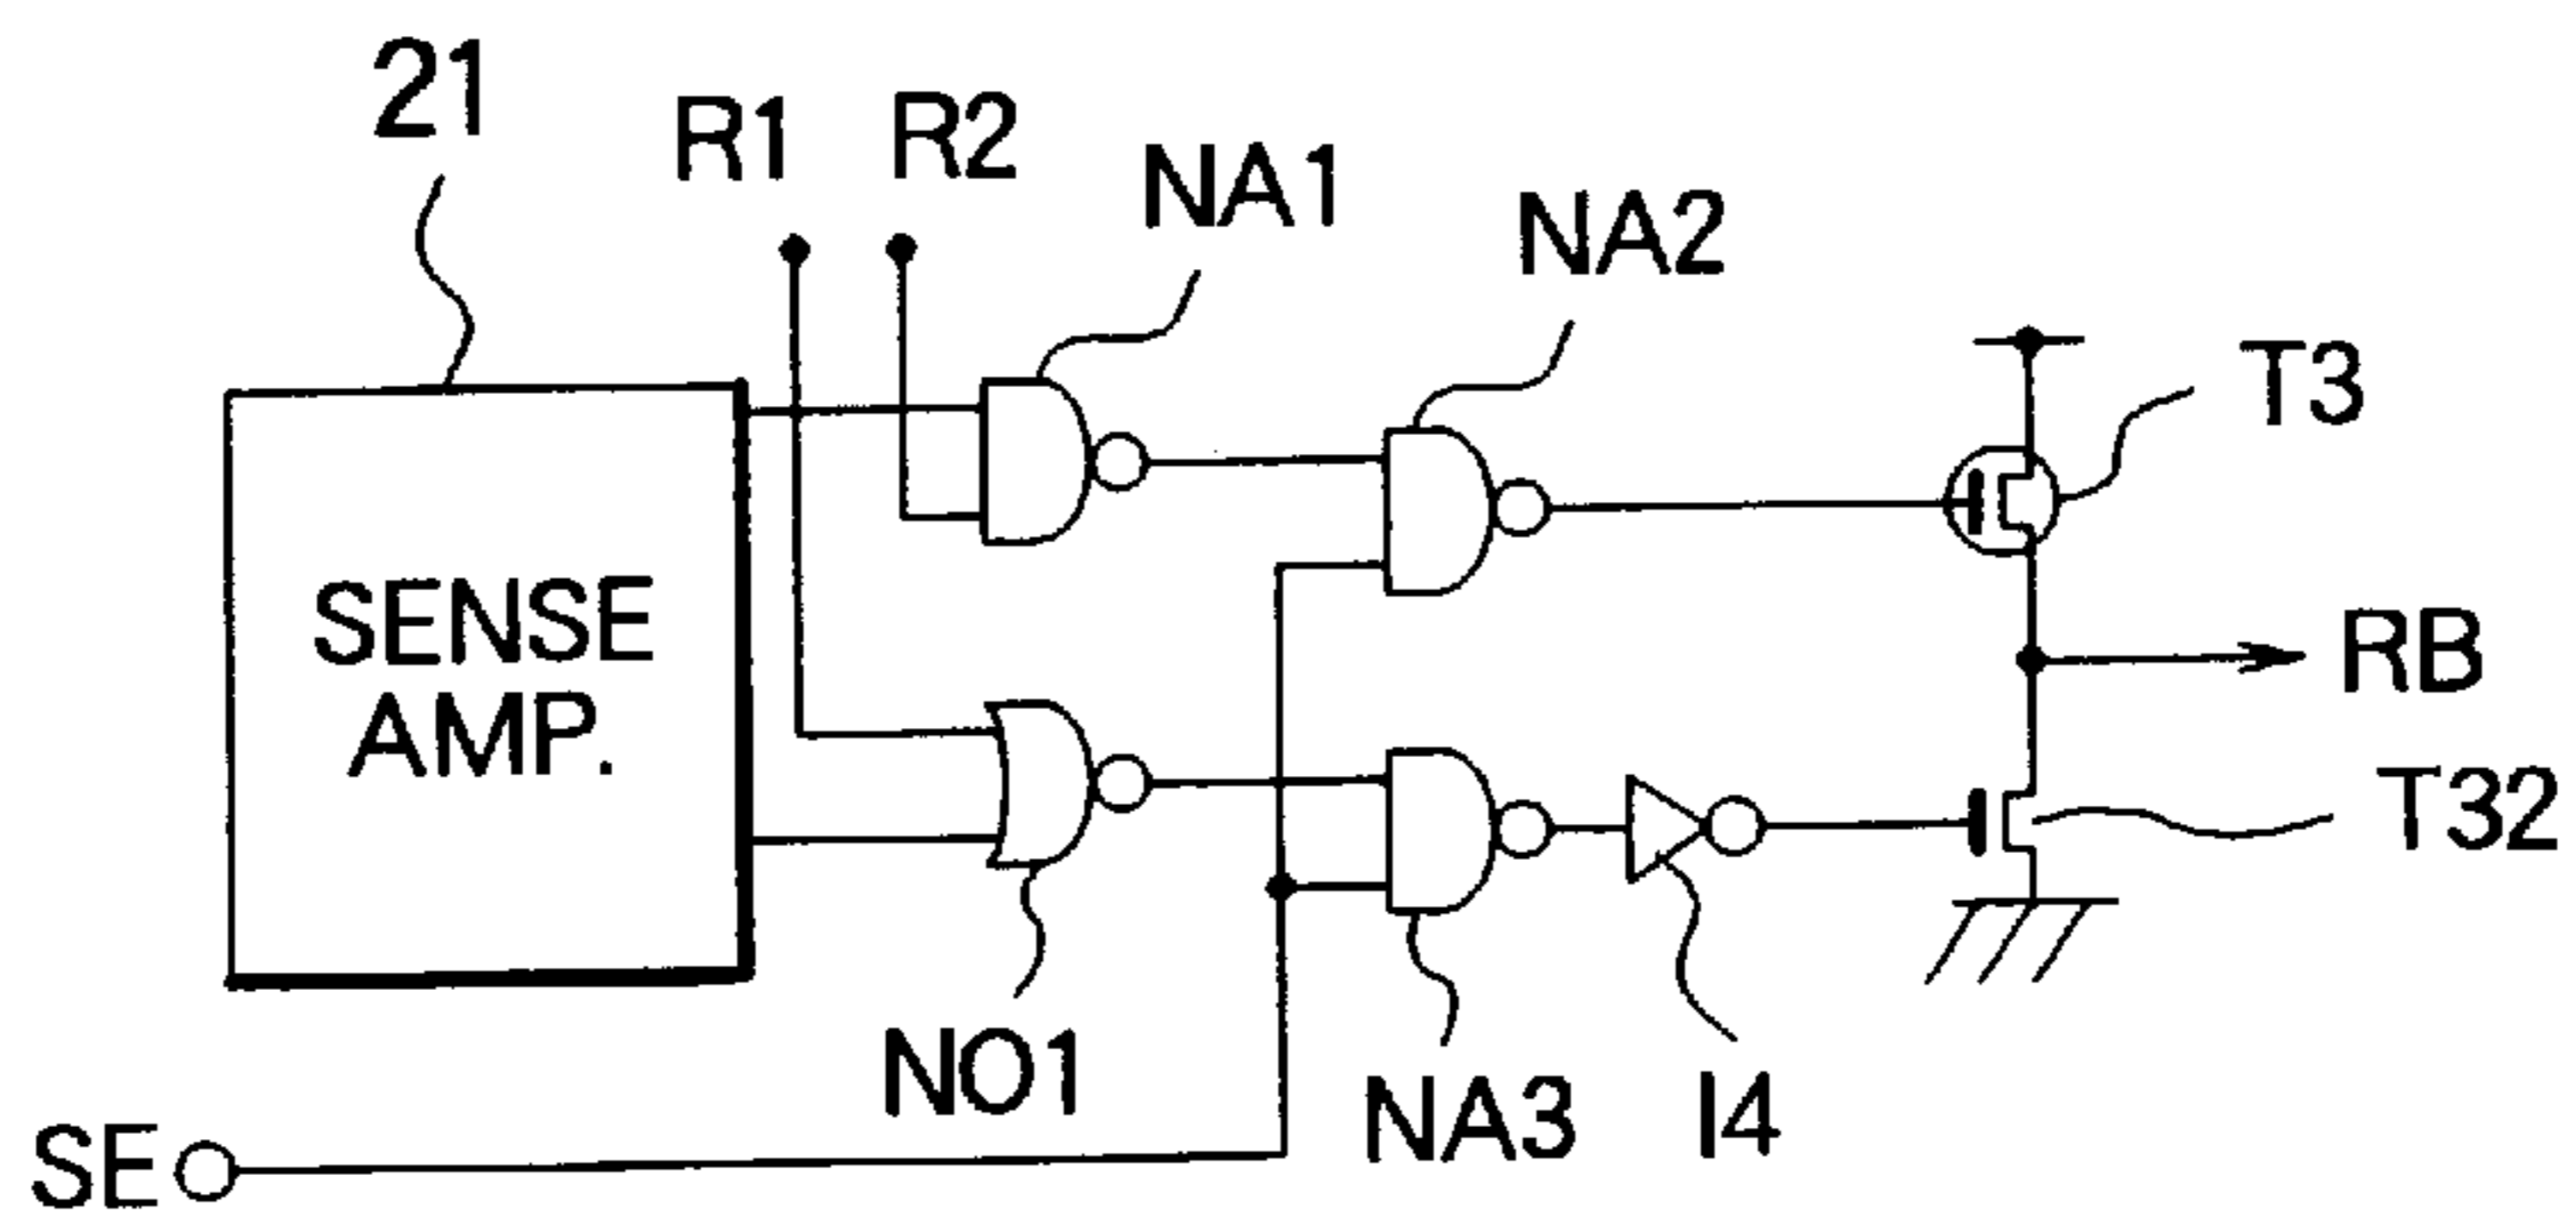 21
R1
R2
NA1
NA2
T3
SENSE
AMP.
RB
T32
NO1
NA3
I4
SE